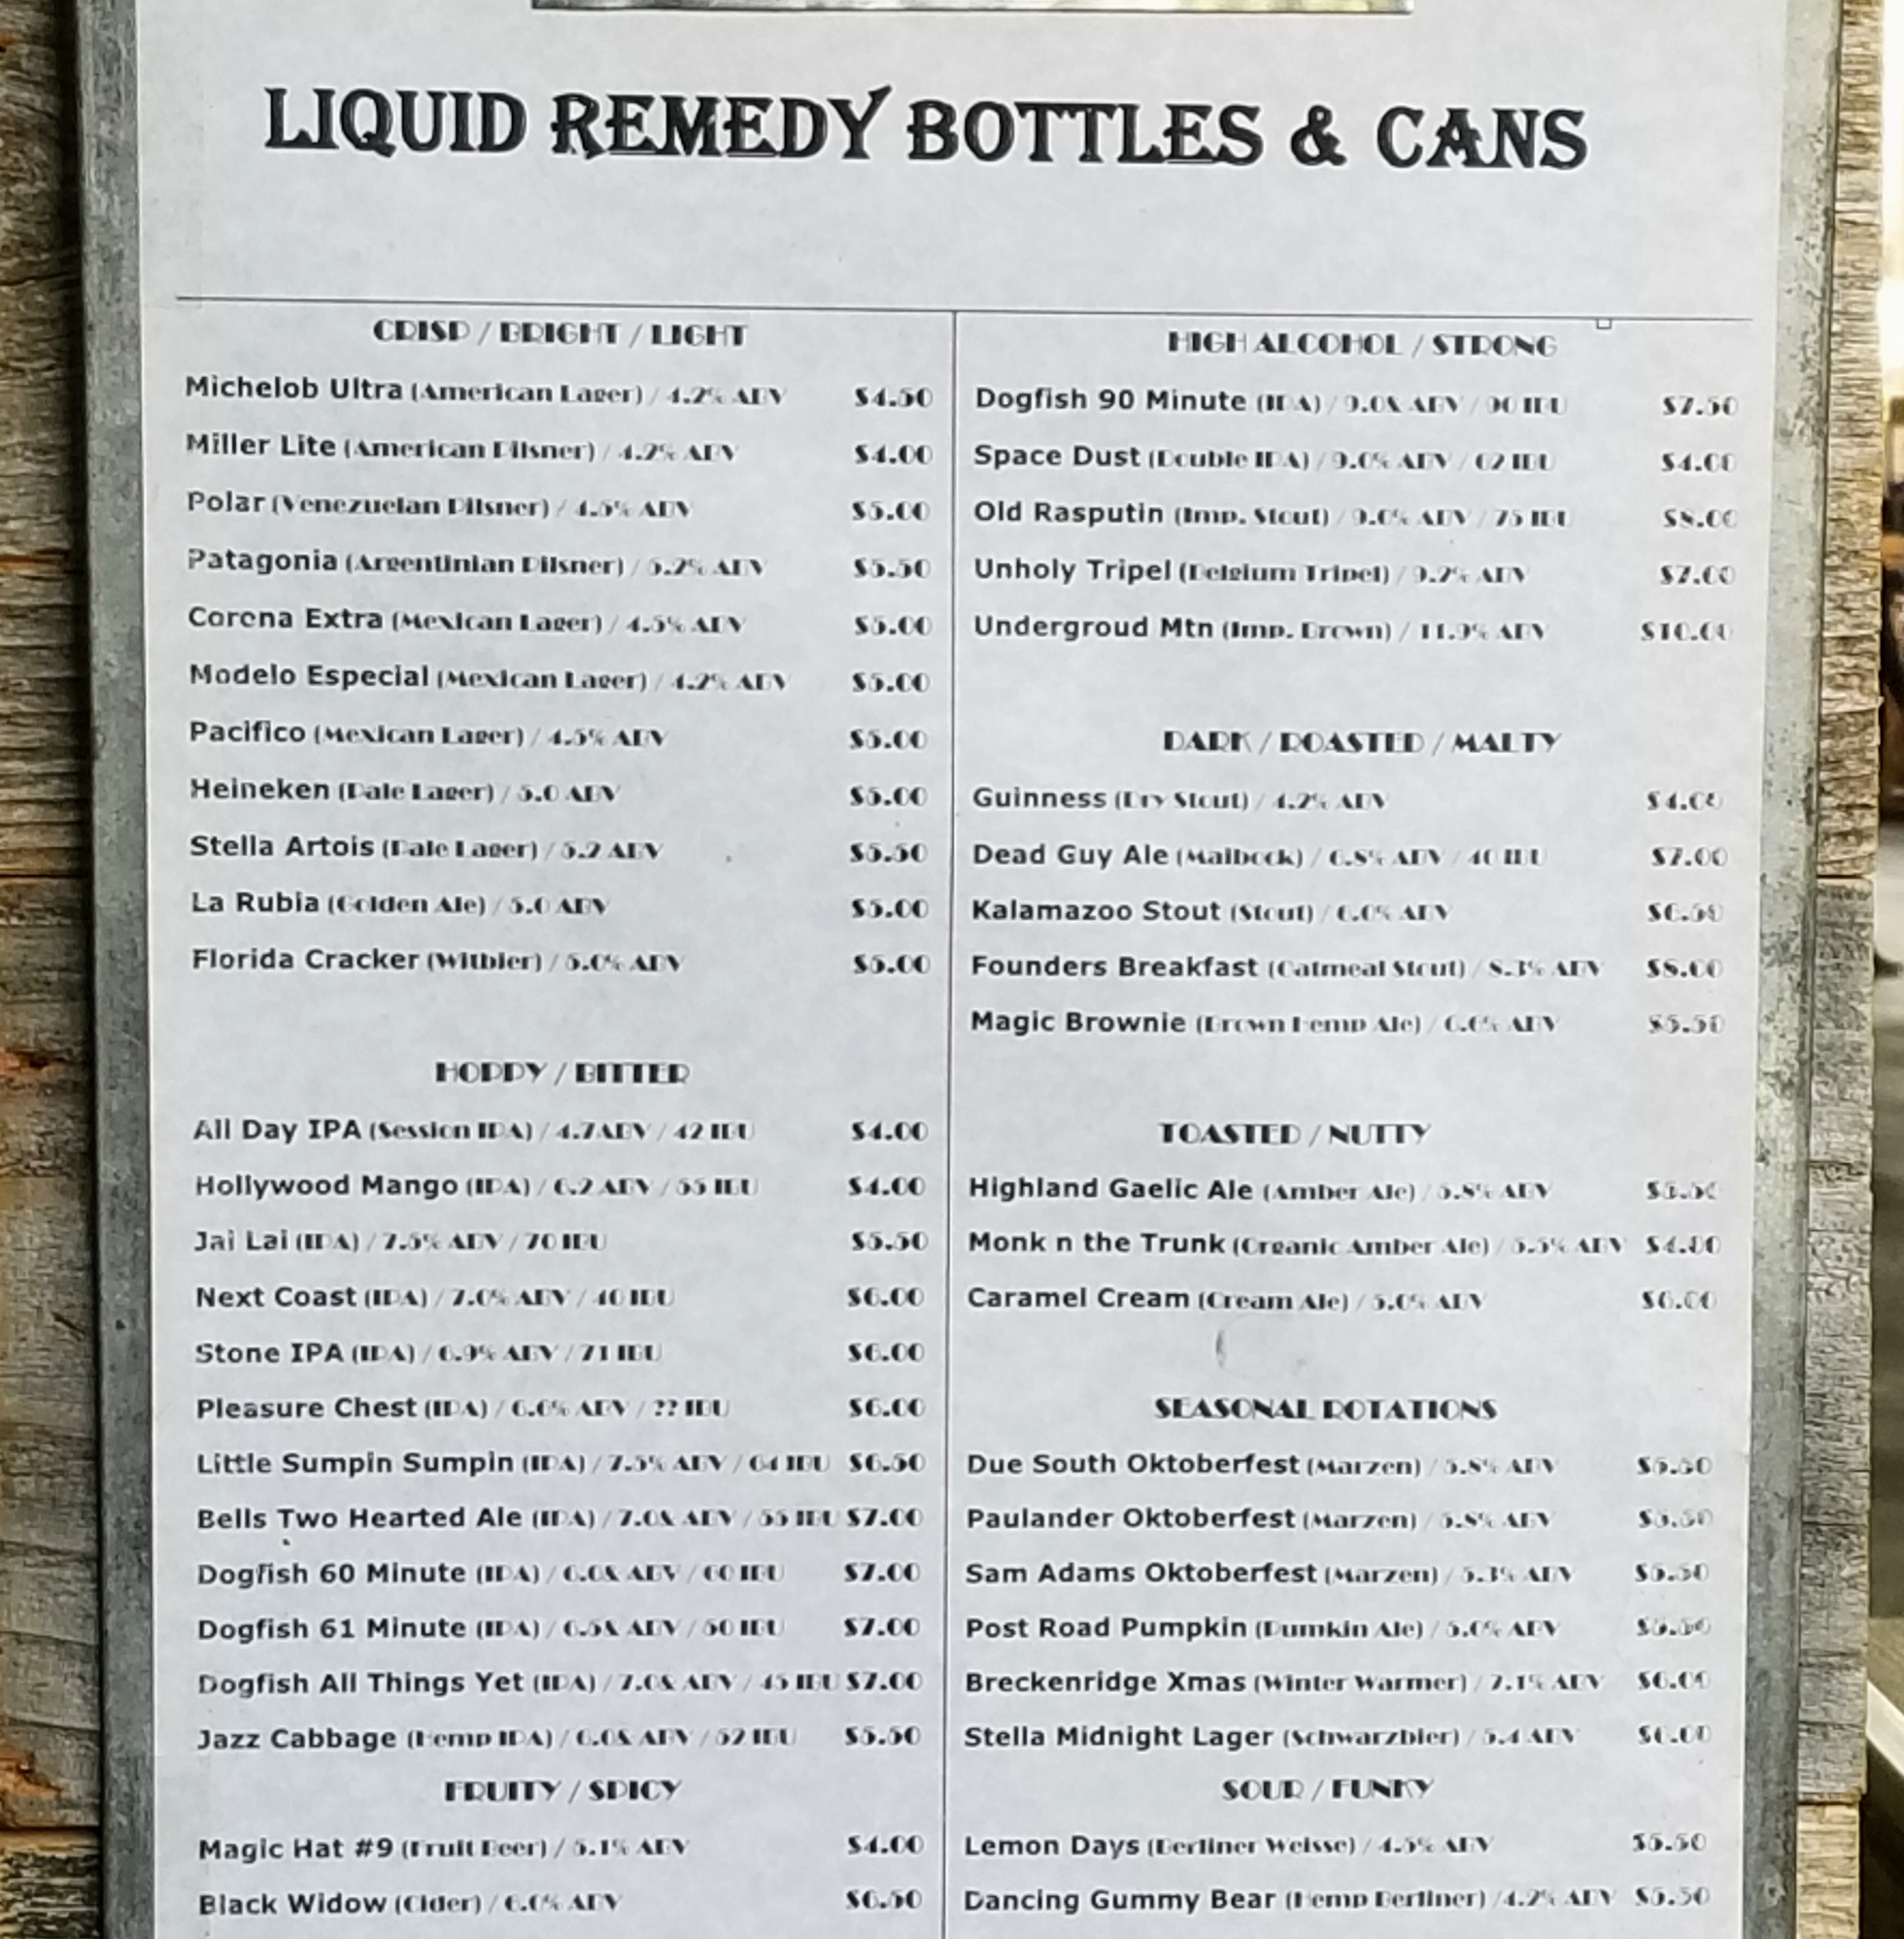 LIQUID REMEDY BOTTLES & CANS
CRISP / BRIGHT / LIGHT
Michelob Ultra (American Lager) / 4.2% ABV $4.50
Miller Lite (American Pilsner) / 4.2% ABV $4.00
Polar (Venezuelan Pilsner) / 4.5% ABV $5.00
Patagonia (Argentinian Pilsner) / 5.2% ABV $5.50
Corona Extra (Mexican Lager) / 4.5% ABV $5.00
Modelo Especial (Mexican Lager) / 4.2% ABV $5.00
Pacifico (Mexican Lager) / 4.5% ABV $5.00
Heineken (Pale Lager) / 5.0 ABV $5.00
Stella Artois (Pale Lager) / 5.2 ABV $5.50
La Rubia (Golden Ale) / 5.0 ABV $5.00
Florida Cracker (Witbier) / 5.0% ABV $5.00
HOPPY / BITTER
All Day IPA (Session IPA) / 4.7ABV / 42 IBU $4.00
Hollywood Mango (IPA) / 6.2 ABV / 55 IBU $4.00
Jai Lai (IPA) / 7.5% ABV / 70 IBU $5.50
Next Coast (IPA) / 7.0% ABV / 40 IBU $6.00
Stone IPA (IPA) / 6.9% ABV / 71 IBU $6.00
Pleasure Chest (IPA) / 6.6% ABV / ?? IBU $6.00
Little Sumpin Sumpin (IPA) / 7.5% ABV / 64 IBU $6.50
Bells Two Hearted Ale (IPA) / 7.0& ABV / 55 IBU $7.00
Dogfish 60 Minute (IPA) / 6.0& ABV / 60 IBU $7.00
Dogfish 61 Minute (IPA) / 6.5& ABV / 50 IBU $7.00
Dogfish All Things Yet (IPA) / 7.0& ABV / 45 IBU $7.00
Jazz Cabbage (Hemp IPA) / 6.0& ABV / 52 IBU $5.50
FRUITY / SPICY
Magic Hat #9 (Fruit Beer) / 5.1% ABV $4.00
Black Widow (Cider) / 6.0% ABV $6.50
HIGH ALCOHOL / STRONG
Dogfish 90 Minute (IPA) / 9.0& ABV / 90 IBU $7.50
Space Dust (Double IPA) / 9.0% ABV / 62 IBU $4.00
Old Rasputin (Imp. Stout) / 9.0% ABV / 75 IBU $8.00
Unholy Tripel (Belgium Tripel) / 9.2% ABV $7.00
Undergroud Mtn (Imp. Brown) / 11.9% ABV $10.00
DARK / ROASTED / MALTY
Guinness (Dry Stout) / 4.2% ABV $4.00
Dead Guy Ale (Maibock) / 6.8% ABV / 40 IBU $7.00
Kalamazoo Stout (Stout) / 6.0% ABV $6.50
Founders Breakfast (Oatmeal Stout) / 8.3% ABV $8.00
Magic Brownie (Brown Hemp Ale) / 6.6% ABV $5.50
TOASTED / NUTTY
Highland Gaelic Ale (Amber Ale) / 5.8% ABV $5.50
Monk n the Trunk (Organic Amber Ale) / 5.5% ABV $4.00
Caramel Cream (Cream Ale) / 5.0% ABV $6.00
SEASONAL ROTATIONS
Due South Oktoberfest (Marzen) / 5.8% ABV $5.50
Paulander Oktoberfest (Marzen) / 5.8% ABV $5.50
Sam Adams Oktoberfest (Marzen) / 5.3% ABV $5.50
Post Road Pumpkin (Pumkin Ale) / 5.0% ABV $5.50
Breckenridge Xmas (Winter Warmer) / 7.1% ABV $6.00
Stella Midnight Lager (Schwarzbier) / 5.4 ABV $6.00
SOUR / FUNKY
Lemon Days (Berliner Weisse) / 4.5% ABV $5.50
Dancing Gummy Bear (Hemp Berliner) /4.2% ABV $5.50